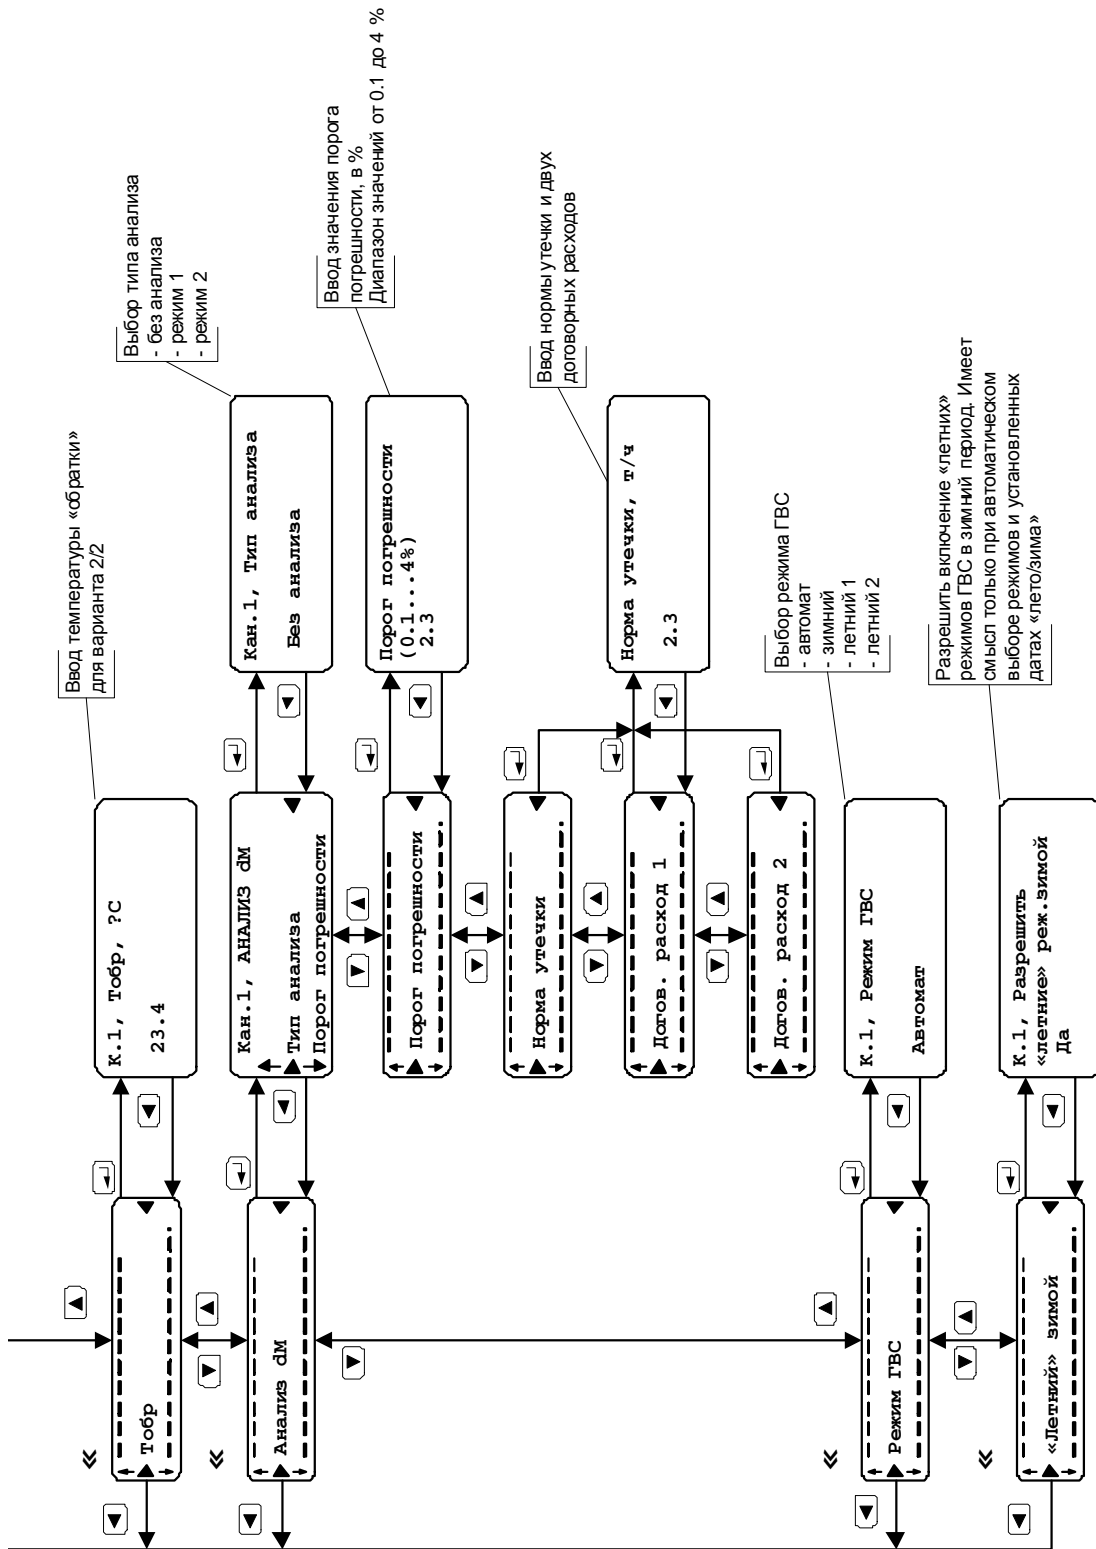 Ввод температуры «обратки»
для варианта 2/2
К.1, Тобр, ?С
23.4
«
Тобр
Выбор типа анализа
- без анализа
- режим 1
- режим 2
Кан.1, Тип анализа
Без анализа
Кан.1, АНАЛИЗ dM
Тип анализа
Порог погрешности
«
Анализ dM
Ввод значения порога
погрешности, в %
Диапазон значений от 0.1 до 4 %
Порог погрешности
(0.1...4%)
2.3
Порог погрешности
Норма утечки
Ввод нормы утечки и двух
договорных расходов
Норма утечки, т/ч
2.3
Догов. расход 1
Догов. расход 2
Выбор режима ГВС
- автомат
- зимний
- летний 1
- летний 2
К.1, Режим ГВС
Автомат
«
Режим ГВС
Разрешить включение «летних»
режимов ГВС в зимний период. Имеет
смысл только при автоматическом
выборе режимов и установленных
датах «лето/зима»
К.1, Разрешить
«летние» реж.зимой
Да
«
«Летний» зимой